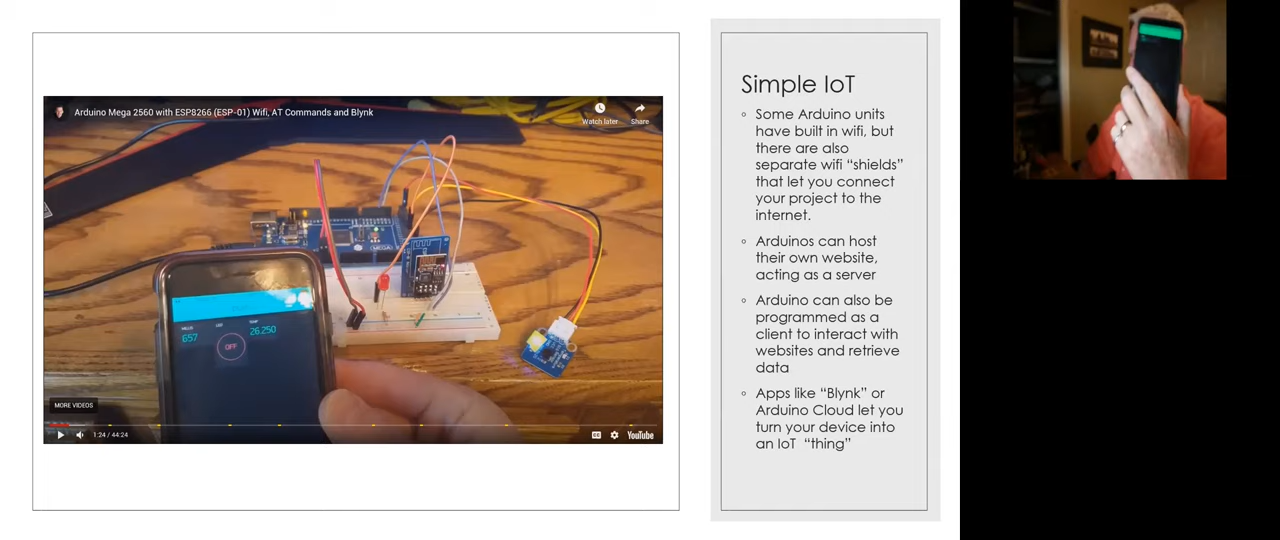 Arduino Mega 2560 with ESP8266 (ESP-01) Wifi, AT Commands and Blynk
Watch later
Share
657
OFF
26.250
MEGA
MORE VIDEOS
1:24 / 44:24
CC
YouTube
Simple IoT
Some Arduino units
have built in wifi, but
there are also
separate wifi “shields”
that let you connect
your project to the
internet.
Arduinos can host
their own website,
acting as a server
Arduino can also be
programmed as a
client to interact with
websites and retrieve
data
Apps like “Blynk” or
Arduino Cloud let you
turn your device into
an IoT “thing”